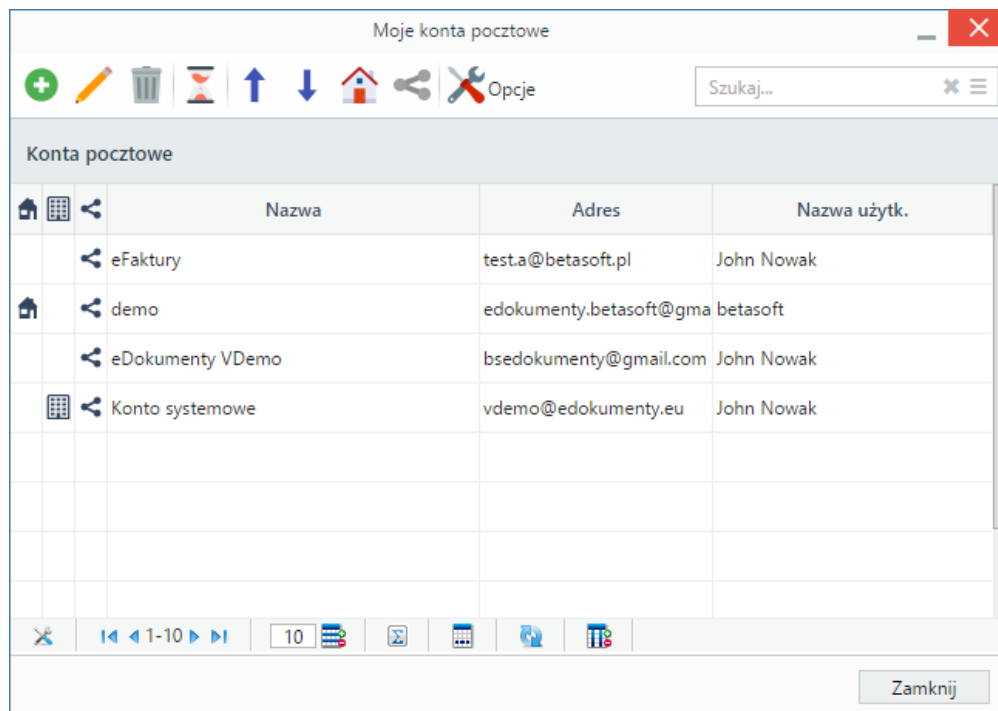 Moje konta pocztowe
Opcje
Szukaj...
Konta pocztowe
Nazwa Adres Nazwa użytk.
eFaktury test.a@betasoft.pl John Nowak
demo edokumenty.betasoft@gma betasoft
eDokumenty VDemo bsedokumenty@gmail.com John Nowak
Konto systemowe vdemo@edokumenty.eu John Nowak
1-10 10
Zamknij